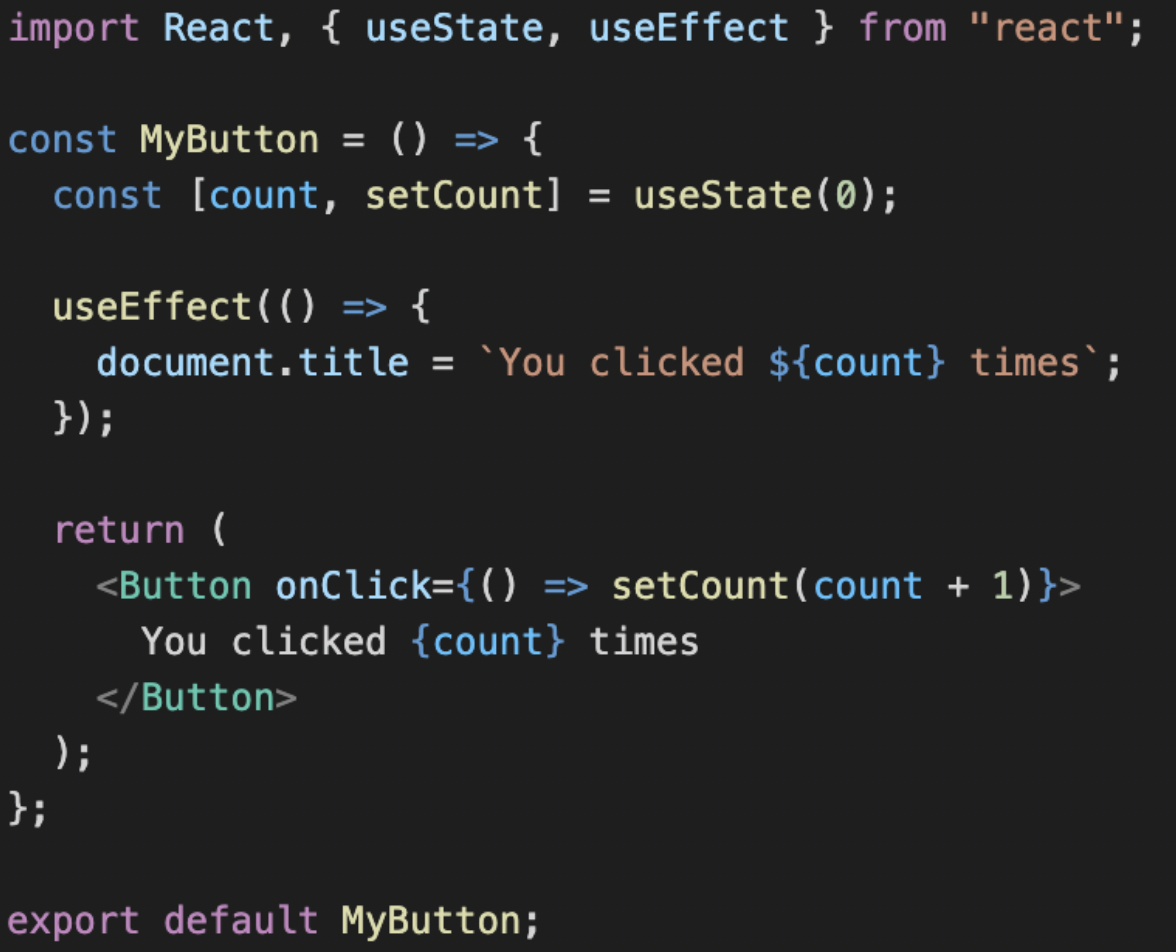 import React, { useState, useEffect } from "react";
const MyButton = () => {
  const [count, setCount] = useState(0);
  useEffect(() => {
    document.title = `You clicked ${count} times`;
  });
  return (
    <Button onClick={() => setCount(count + 1)}>
      You clicked {count} times
    </Button>
  );
};
export default MyButton;